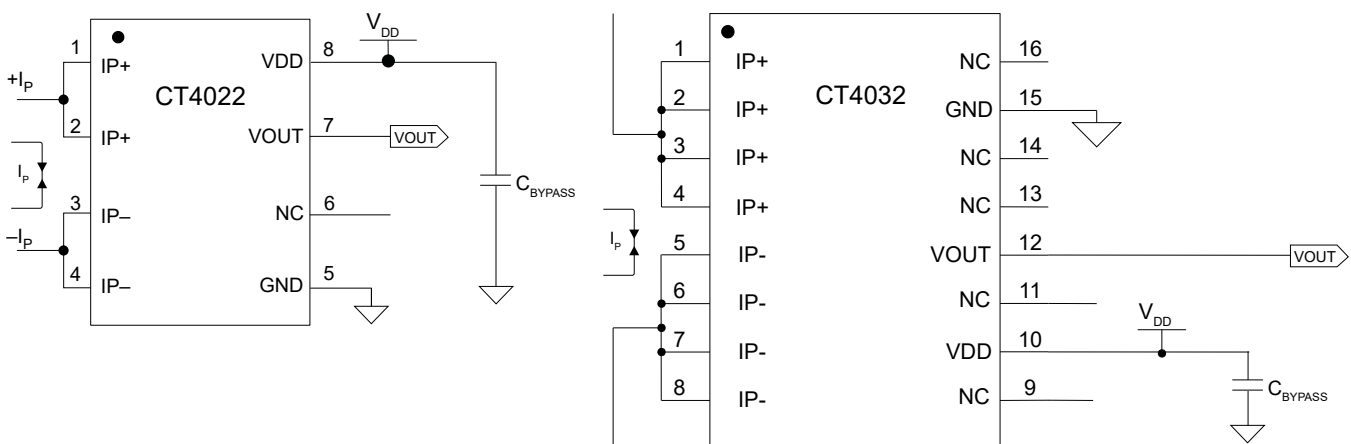 CT4022
+I_P
–I_P
I_P
1 IP+
2 IP+
3 IP–
4 IP–
VDD 8
VOUT 7
NC 6
GND 5
V_DD
VOUT
C_BYPASS
CT4032
I_P
1 IP+
2 IP+
3 IP+
4 IP+
5 IP-
6 IP-
7 IP-
8 IP-
NC 16
GND 15
NC 14
NC 13
VOUT 12
NC 11
VDD 10
NC 9
VOUT
V_DD
C_BYPASS